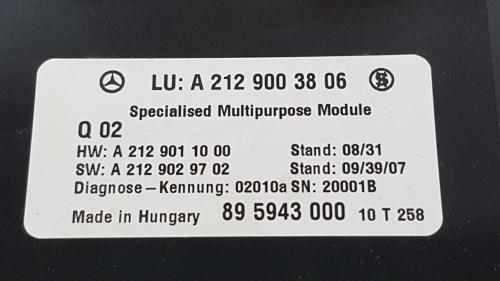 LU: A 212 900 38 06
Specialised Multipurpose Module
Q 02
HW: A 212 901 10 00 Stand: 08/31
SW: A 212 902 97 02 Stand: 09/39/07
Diagnose – Kennung: 02010a SN: 20001B
Made in Hungary 89 5943 000 10 T 258